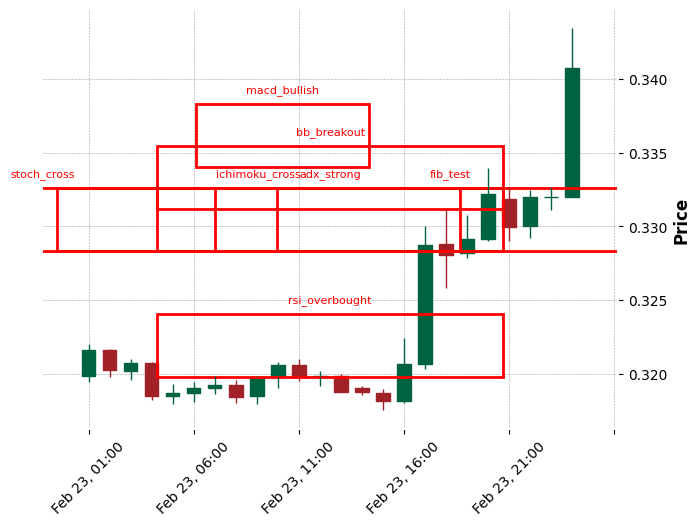 macd_bullish
bb_breakout
stoch_cross
ichimoku_cross
adx_strong
fib_test
rsi_overbought
0.340
0.335
0.330
0.325
0.320
Price
Feb 23, 01:00
Feb 23, 06:00
Feb 23, 11:00
Feb 23, 16:00
Feb 23, 21:00